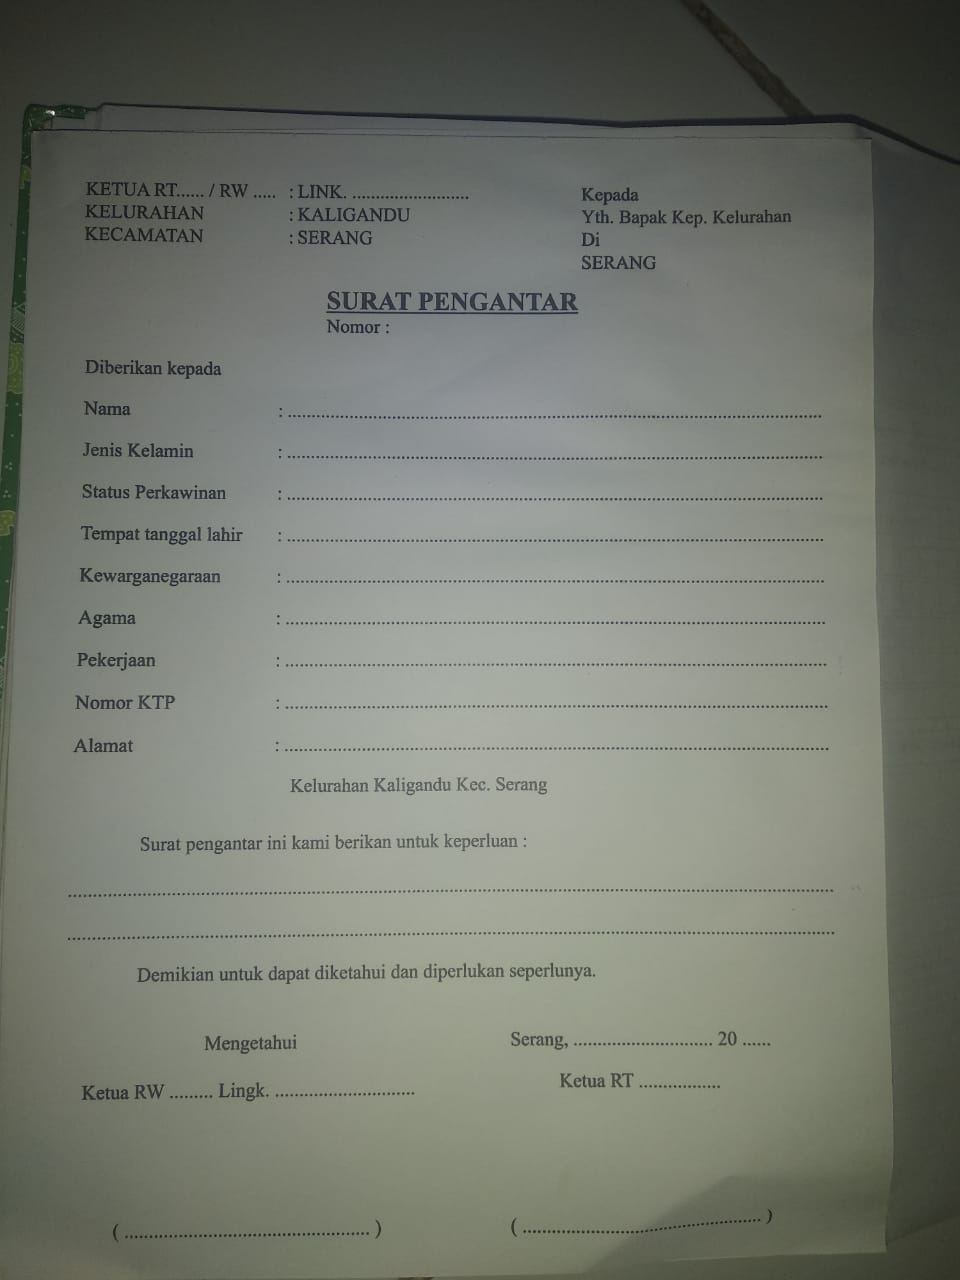 KETUA RT...... / RW ..... : LINK. .........................
KELURAHAN : KALIGANDU
KECAMATAN : SERANG
Kepada
Yth. Bapak Kep. Kelurahan
Di
SERANG
SURAT PENGANTAR
Nomor :
Diberikan kepada
Nama : ..........................................................
Jenis Kelamin : ..........................................................
Status Perkawinan : ..........................................................
Tempat tanggal lahir : ..........................................................
Kewarganegaraan : ..........................................................
Agama : ..........................................................
Pekerjaan : ..........................................................
Nomor KTP : ..........................................................
Alamat : ..........................................................
Kelurahan Kaligandu Kec. Serang
Surat pengantar ini kami berikan untuk keperluan :
..........................................................
..........................................................
Demikian untuk dapat diketahui dan diperlukan seperlunya.
Serang, .............................. 20 ......
Mengetahui
Ketua RW ......... Lingk. ..............................
Ketua RT .................
( .................................................... )
( .................................................... )